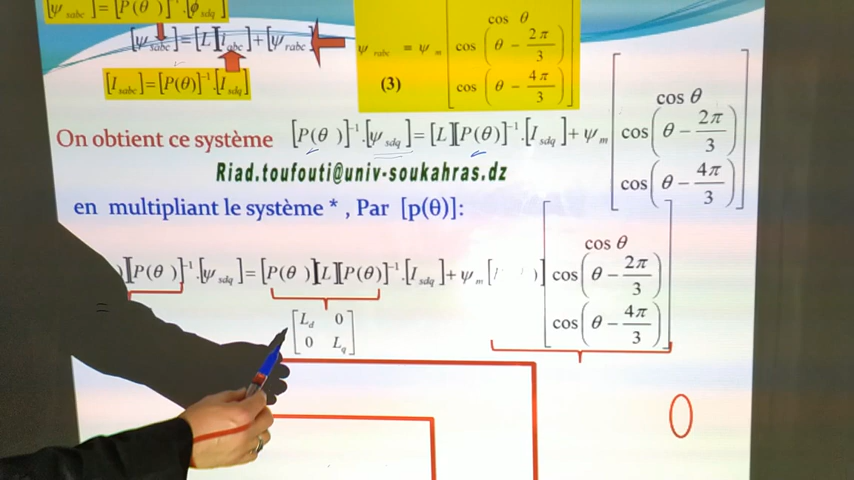 [ψsabc] = [P(θ)]⁻¹.[ϕsdq]
[ψsabc]=[L][Iabc]+[ψrabc]
[Isabc]=[P(θ)]⁻¹.[Isdq]
ψrabc = ψm [cos θ
cos (θ − 2π/3)
cos (θ − 4π/3)]
(3)
On obtient ce système [P(θ)]⁻¹.[ψsdq]=[L][P(θ)]⁻¹.[Isdq]+ψm [cos θ
cos(θ − 2π/3)
cos(θ − 4π/3)]
Riad.toufouti@univ-soukahras.dz
en multipliant le système * , Par [p(θ)]:
)][P(θ)]⁻¹.[ψsdq]=[P(θ)][L][P(θ)]⁻¹.[Isdq]+ψm[ )] [cos θ
cos(θ − 2π/3)
cos(θ − 4π/3)]
=
[Ld 0
0 Lq]
0